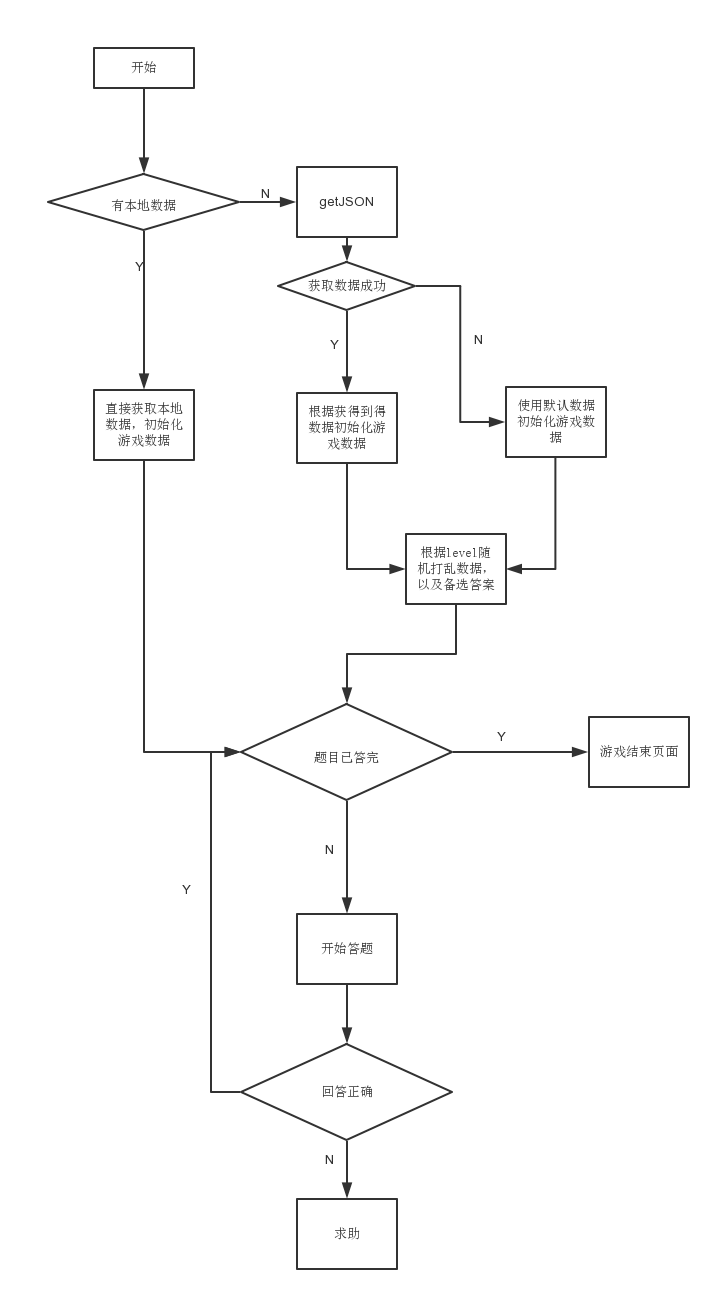 开始
有本地数据
N
getJSON
Y
获取数据成功
Y
N
直接获取本地
数据，初始化
游戏数据
根据获得到得
数据初始化游
戏数据
使用默认数据
初始化游戏数
据
根据level随
机打乱数据，
以及备选答案
题目已答完
Y
游戏结束页面
N
Y
开始答题
回答正确
N
求助